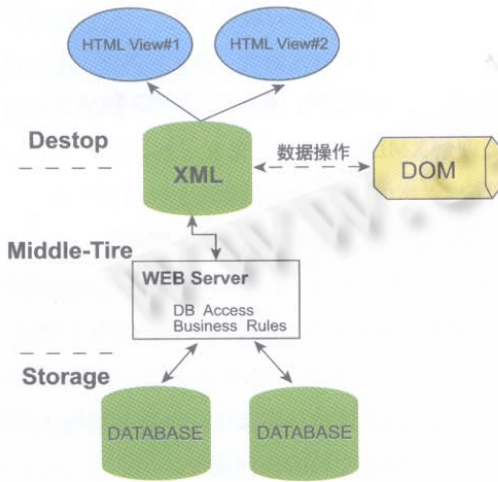 HTML View#1
HTML View#2
Destop
XML
数据操作
DOM
Middle-Tire
WEB Server
DB Access
Business Rules
Storage
DATABASE
DATABASE